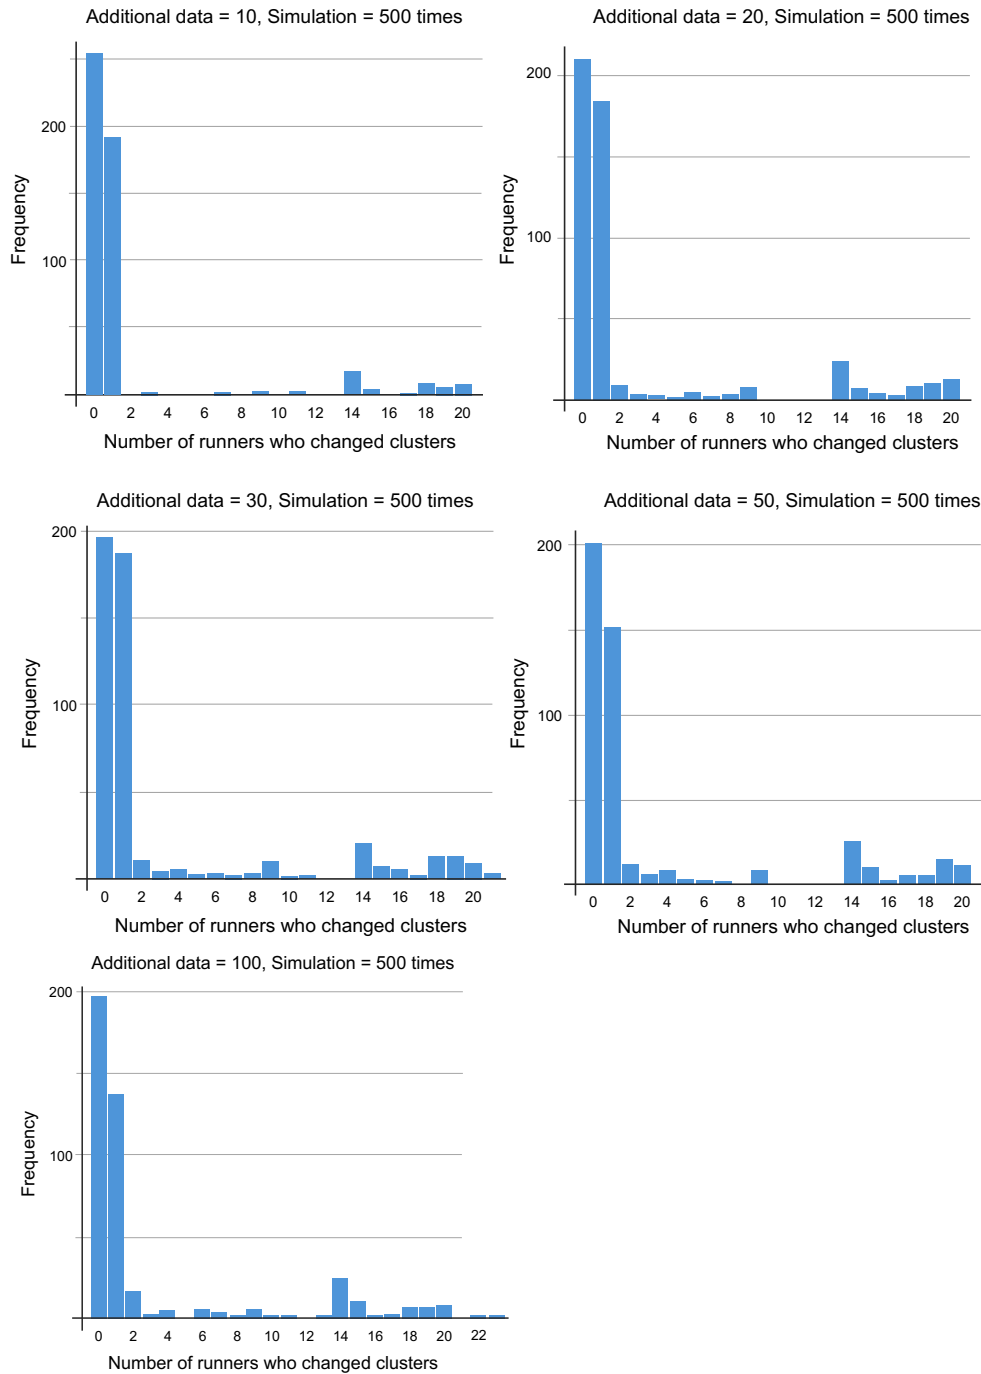 Additional data = 10, Simulation = 500 times
Frequency
200
100
0 2 4 6 8 10 12 14 16 18 20
Number of runners who changed clusters
Additional data = 20, Simulation = 500 times
Frequency
200
100
0 2 4 6 8 10 12 14 16 18 20
Number of runners who changed clusters
Additional data = 30, Simulation = 500 times
Frequency
200
100
0 2 4 6 8 10 12 14 16 18 20
Number of runners who changed clusters
Additional data = 50, Simulation = 500 times
Frequency
200
100
0 2 4 6 8 10 12 14 16 18 20
Number of runners who changed clusters
Additional data = 100, Simulation = 500 times
Frequency
200
100
0 2 4 6 8 10 12 14 16 18 20 22
Number of runners who changed clusters